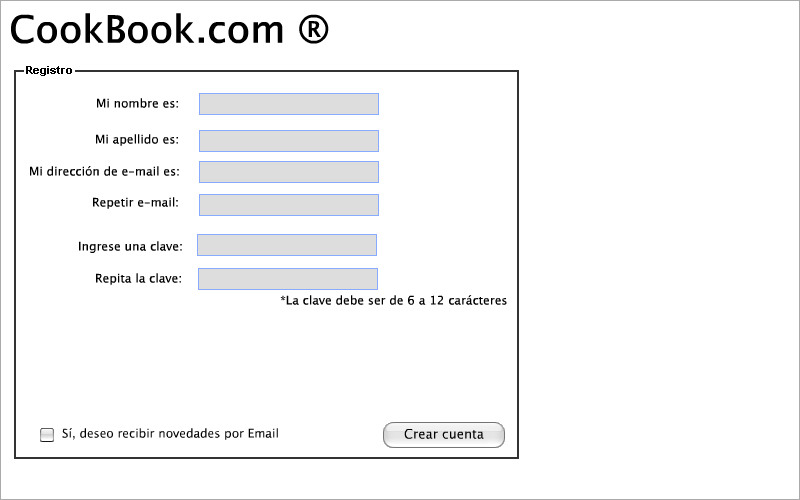 CookBook.com ®
Registro
Mi nombre es:
Mi apellido es:
Mi dirección de e-mail es:
Repetir e-mail:
Ingrese una clave:
Repita la clave:
*La clave debe ser de 6 a 12 carácteres
Sí, deseo recibir novedades por Email
Crear cuenta